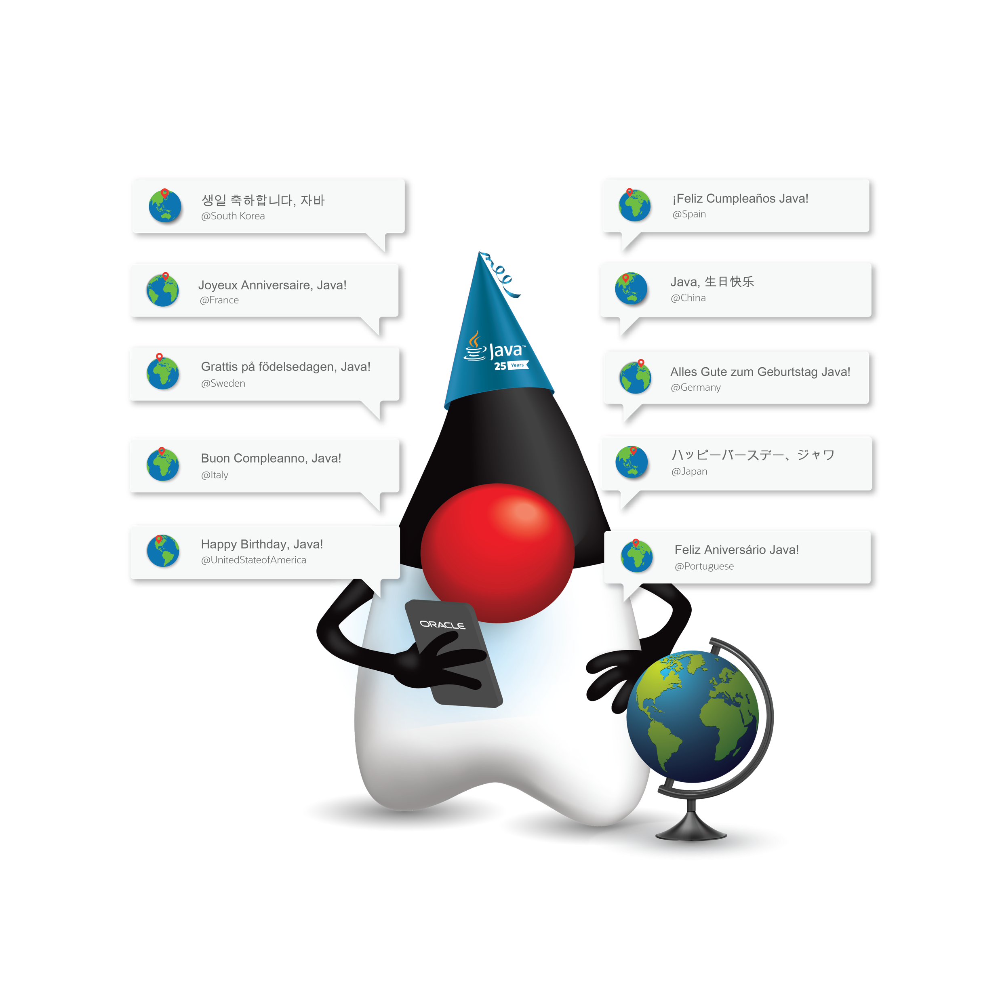 생일 축하합니다, 자바
@South Korea
Joyeux Anniversaire, Java!
@France
Grattis på födelsedagen, Java!
@Sweden
Buon Compleanno, Java!
@Italy
Happy Birthday, Java!
@UnitedStateofAmerica
¡Feliz Cumpleaños Java!
@Spain
Java, 生日快乐
@China
Alles Gute zum Geburtstag Java!
@Germany
ハッピーバースデー、ジャワ
@Japan
Feliz Aniversário Java!
@Portuguese
Java™
25 Years
ORACLE